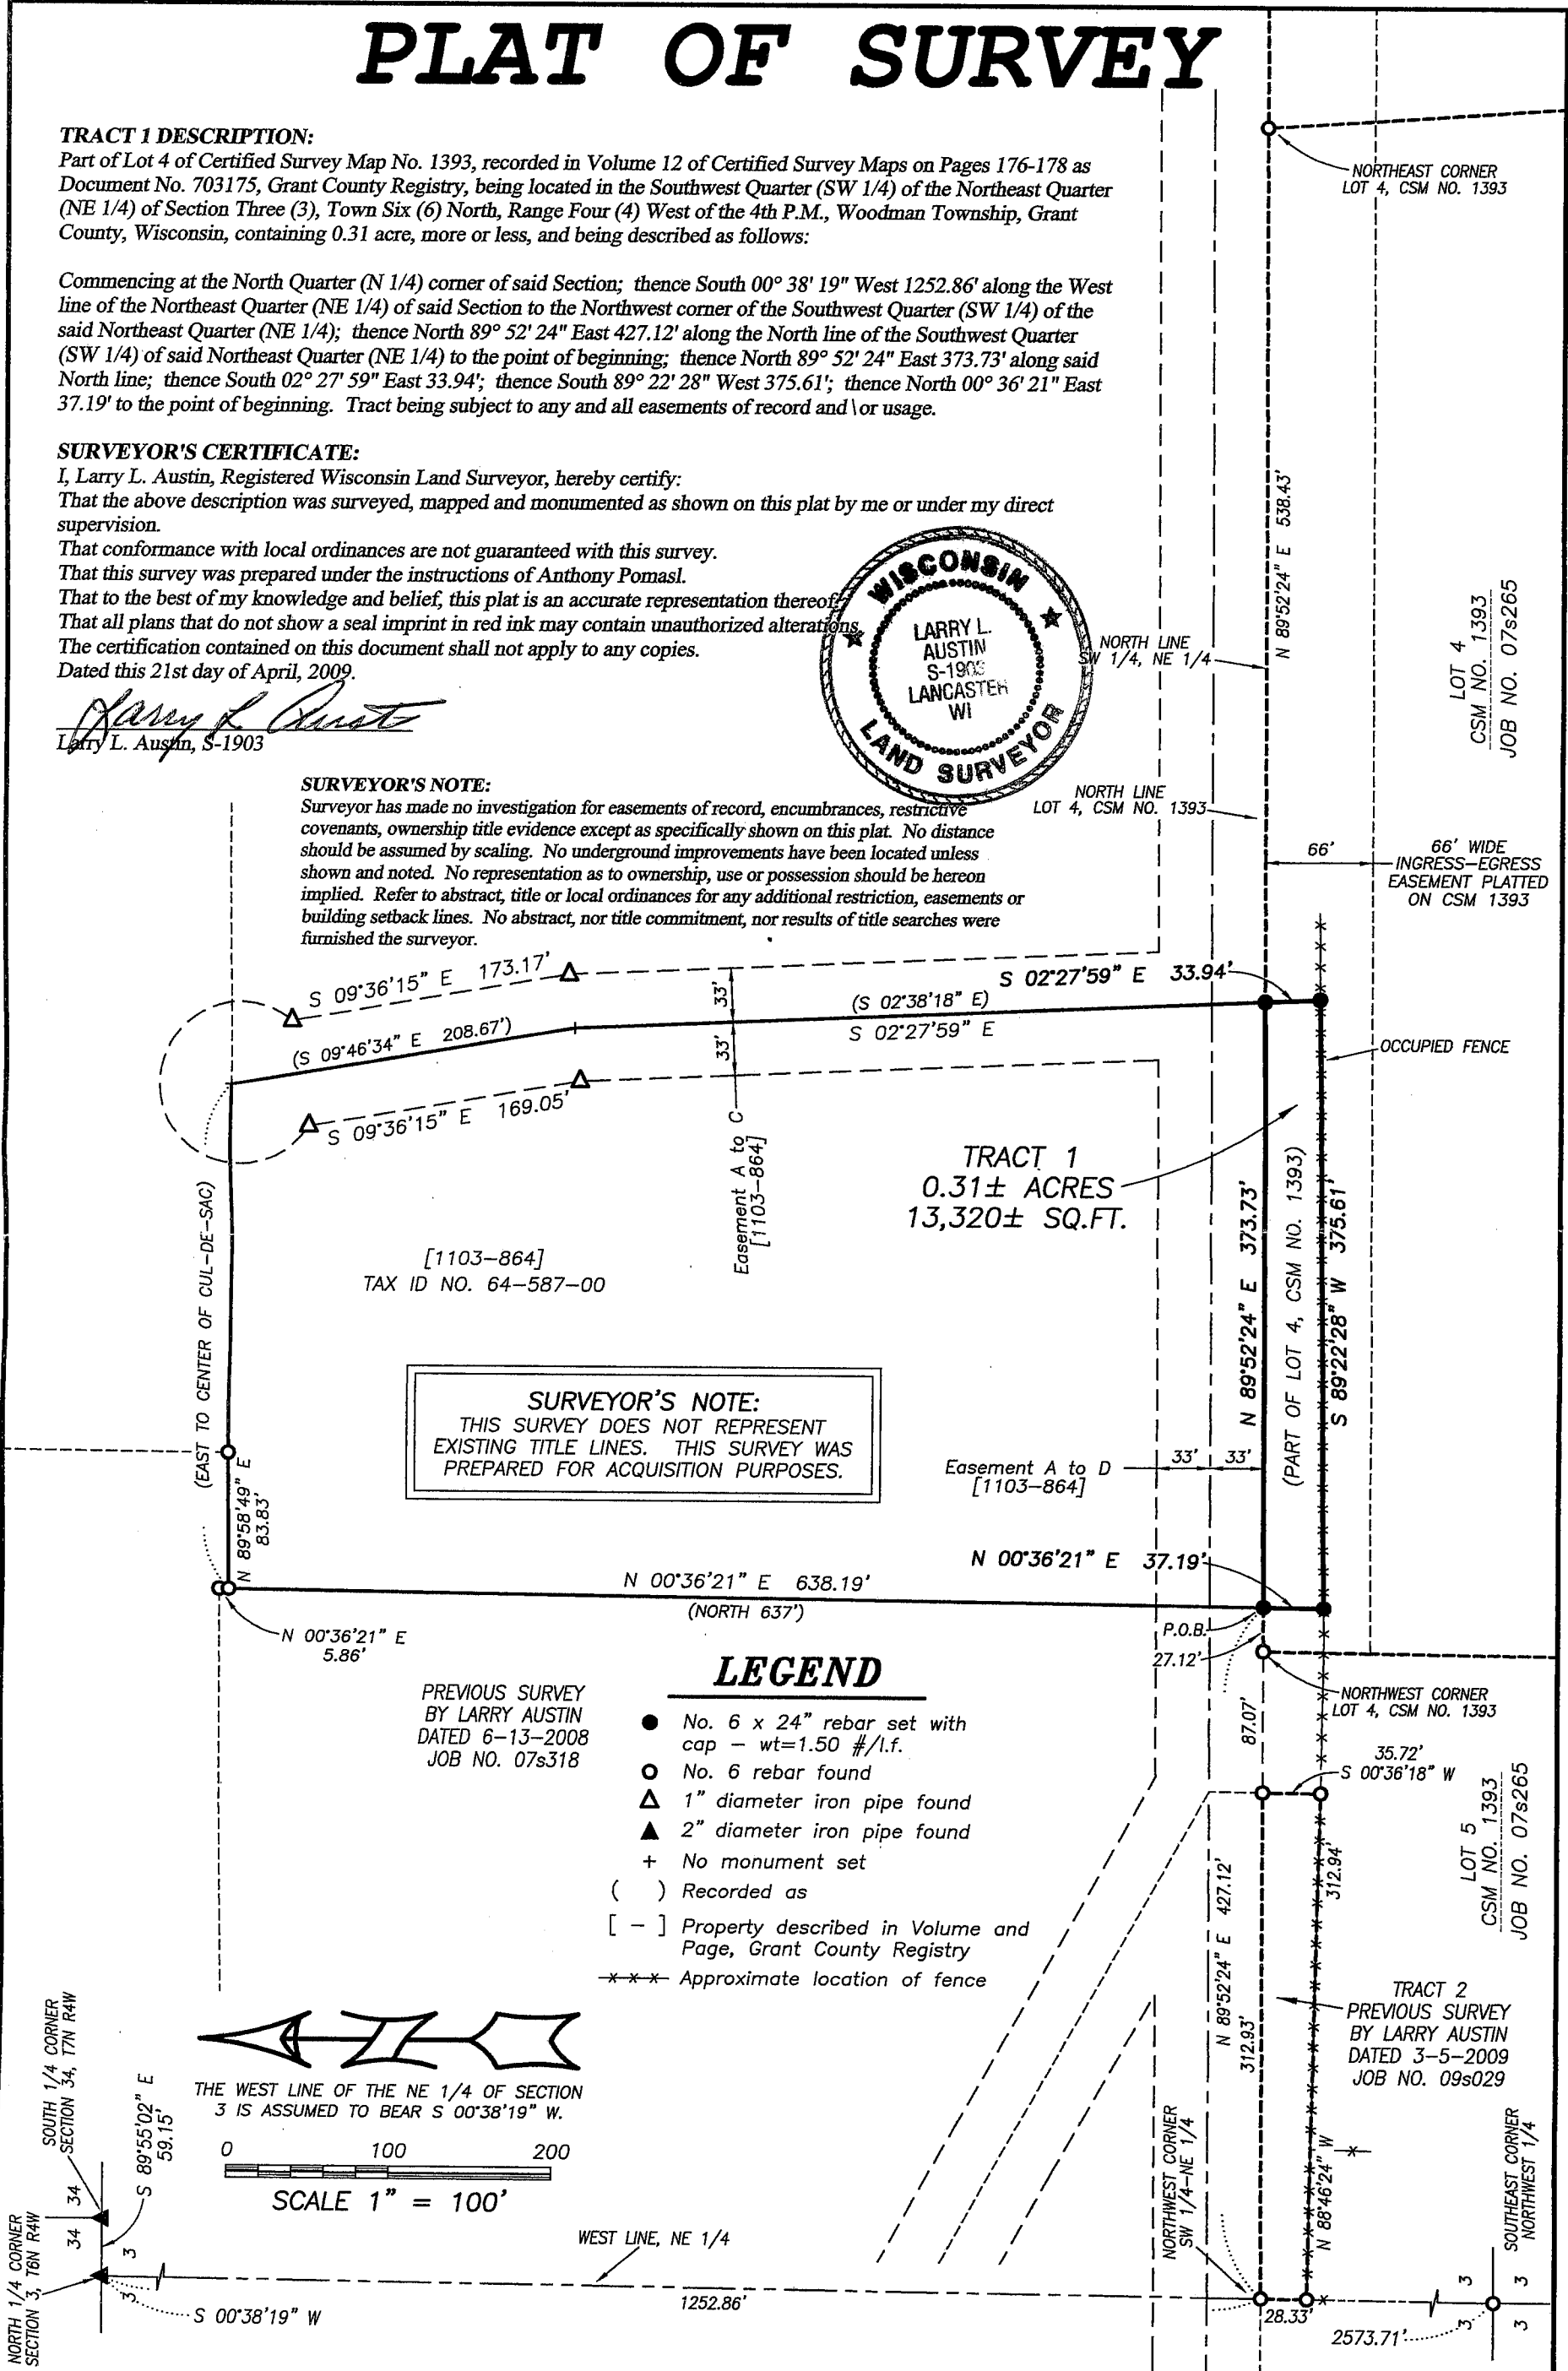 PLAT OF SURVEY
TRACT 1 DESCRIPTION:
Part of Lot 4 of Certified Survey Map No. 1393, recorded in Volume 12 of Certified Survey Maps on Pages 176-178 as
Document No. 703175, Grant County Registry, being located in the Southwest Quarter (SW 1/4) of the Northeast Quarter
(NE 1/4) of Section Three (3), Town Six (6) North, Range Four (4) West of the 4th P.M., Woodman Township, Grant
County, Wisconsin, containing 0.31 acre, more or less, and being described as follows:
Commencing at the North Quarter (N 1/4) corner of said Section; thence South 00° 38' 19" West 1252.86' along the West
line of the Northeast Quarter (NE 1/4) of said Section to the Northwest corner of the Southwest Quarter (SW 1/4) of the
said Northeast Quarter (NE 1/4); thence North 89° 52' 24" East 427.12' along the North line of the Southwest Quarter
(SW 1/4) of said Northeast Quarter (NE 1/4) to the point of beginning; thence North 89° 52' 24" East 373.73' along said
North line; thence South 02° 27' 59" East 33.94'; thence South 89° 22' 28" West 375.61'; thence North 00° 36' 21" East
37.19' to the point of beginning. Tract being subject to any and all easements of record and \ or usage.
SURVEYOR'S CERTIFICATE:
I, Larry L. Austin, Registered Wisconsin Land Surveyor, hereby certify:
That the above description was surveyed, mapped and monumented as shown on this plat by me or under my direct
supervision.
That conformance with local ordinances are not guaranteed with this survey.
That this survey was prepared under the instructions of Anthony Pomasl.
That to the best of my knowledge and belief, this plat is an accurate representation thereof.
That all plans that do not show a seal imprint in red ink may contain unauthorized alterations.
The certification contained on this document shall not apply to any copies.
Dated this 21st day of April, 2009.
Larry L Austin
Larry L. Austin, S-1903
WISCONSIN
LARRY L.
AUSTIN
S-1903
LANCASTER
WI
LAND SURVEYOR
SURVEYOR'S NOTE:
Surveyor has made no investigation for easements of record, encumbrances, restrictive
covenants, ownership title evidence except as specifically shown on this plat. No distance
should be assumed by scaling. No underground improvements have been located unless
shown and noted. No representation as to ownership, use or possession should be hereon
implied. Refer to abstract, title or local ordinances for any additional restriction, easements or
building setback lines. No abstract, nor title commitment, nor results of title searches were
furnished the surveyor.
NORTHEAST CORNER
LOT 4, CSM NO. 1393
N 89°52'24" E 538.43'
NORTH LINE
SW 1/4, NE 1/4
LOT 4
CSM NO. 1393
JOB NO. 07s265
NORTH LINE
LOT 4, CSM NO. 1393
66'
66' WIDE
INGRESS-EGRESS
EASEMENT PLATTED
ON CSM 1393
S 09°36'15" E 173.17'
(S 09°46'34" E 208.67')
S 09°36'15" E 169.05'
33'
33'
(S 02°38'18" E)
S 02°27'59" E
S 02°27'59" E 33.94'
OCCUPIED FENCE
Easement A to C
[1103-864]
TRACT 1
0.31± ACRES
13,320± SQ.FT.
[1103-864]
TAX ID NO. 64-587-00
(EAST TO CENTER OF CUL-DE-SAC)
N 89°52'24" E 373.73'
(PART OF LOT 4, CSM NO. 1393)
S 89°22'28" W 375.61'
SURVEYOR'S NOTE:
THIS SURVEY DOES NOT REPRESENT
EXISTING TITLE LINES. THIS SURVEY WAS
PREPARED FOR ACQUISITION PURPOSES.
Easement A to D
[1103-864]
33'
33'
N 89°58'49" E
83.83'
N 00°36'21" E 37.19'
N 00°36'21" E 638.19'
(NORTH 637')
N 00°36'21" E
5.86'
P.O.B.
27.12'
NORTHWEST CORNER
LOT 4, CSM NO. 1393
87.07'
35.72'
S 00°36'18" W
PREVIOUS SURVEY
BY LARRY AUSTIN
DATED 6-13-2008
JOB NO. 07s318
LEGEND
No. 6 x 24" rebar set with
cap - wt=1.50 #/l.f.
No. 6 rebar found
1" diameter iron pipe found
2" diameter iron pipe found
+ No monument set
( ) Recorded as
[ - ] Property described in Volume and
Page, Grant County Registry
-x-x-x- Approximate location of fence
LOT 5
CSM NO. 1393
JOB NO. 07s265
312.94'
N 89°52'24" E 427.12'
312.93'
TRACT 2
PREVIOUS SURVEY
BY LARRY AUSTIN
DATED 3-5-2009
JOB NO. 09s029
N 88°46'24" W
N
THE WEST LINE OF THE NE 1/4 OF SECTION
3 IS ASSUMED TO BEAR S 00°38'19" W.
0 100 200
SCALE 1" = 100'
SOUTH 1/4 CORNER
SECTION 34, T7N R4W
S 89°55'02" E
59.15'
34
34
3
3
NORTH 1/4 CORNER
SECTION 3, T6N R4W
S 00°38'19" W
WEST LINE, NE 1/4
1252.86'
NORTHWEST CORNER
SW 1/4-NE 1/4
28.33'
2573.71'
SOUTHEAST CORNER
NORTHWEST 1/4
3
3
3
3